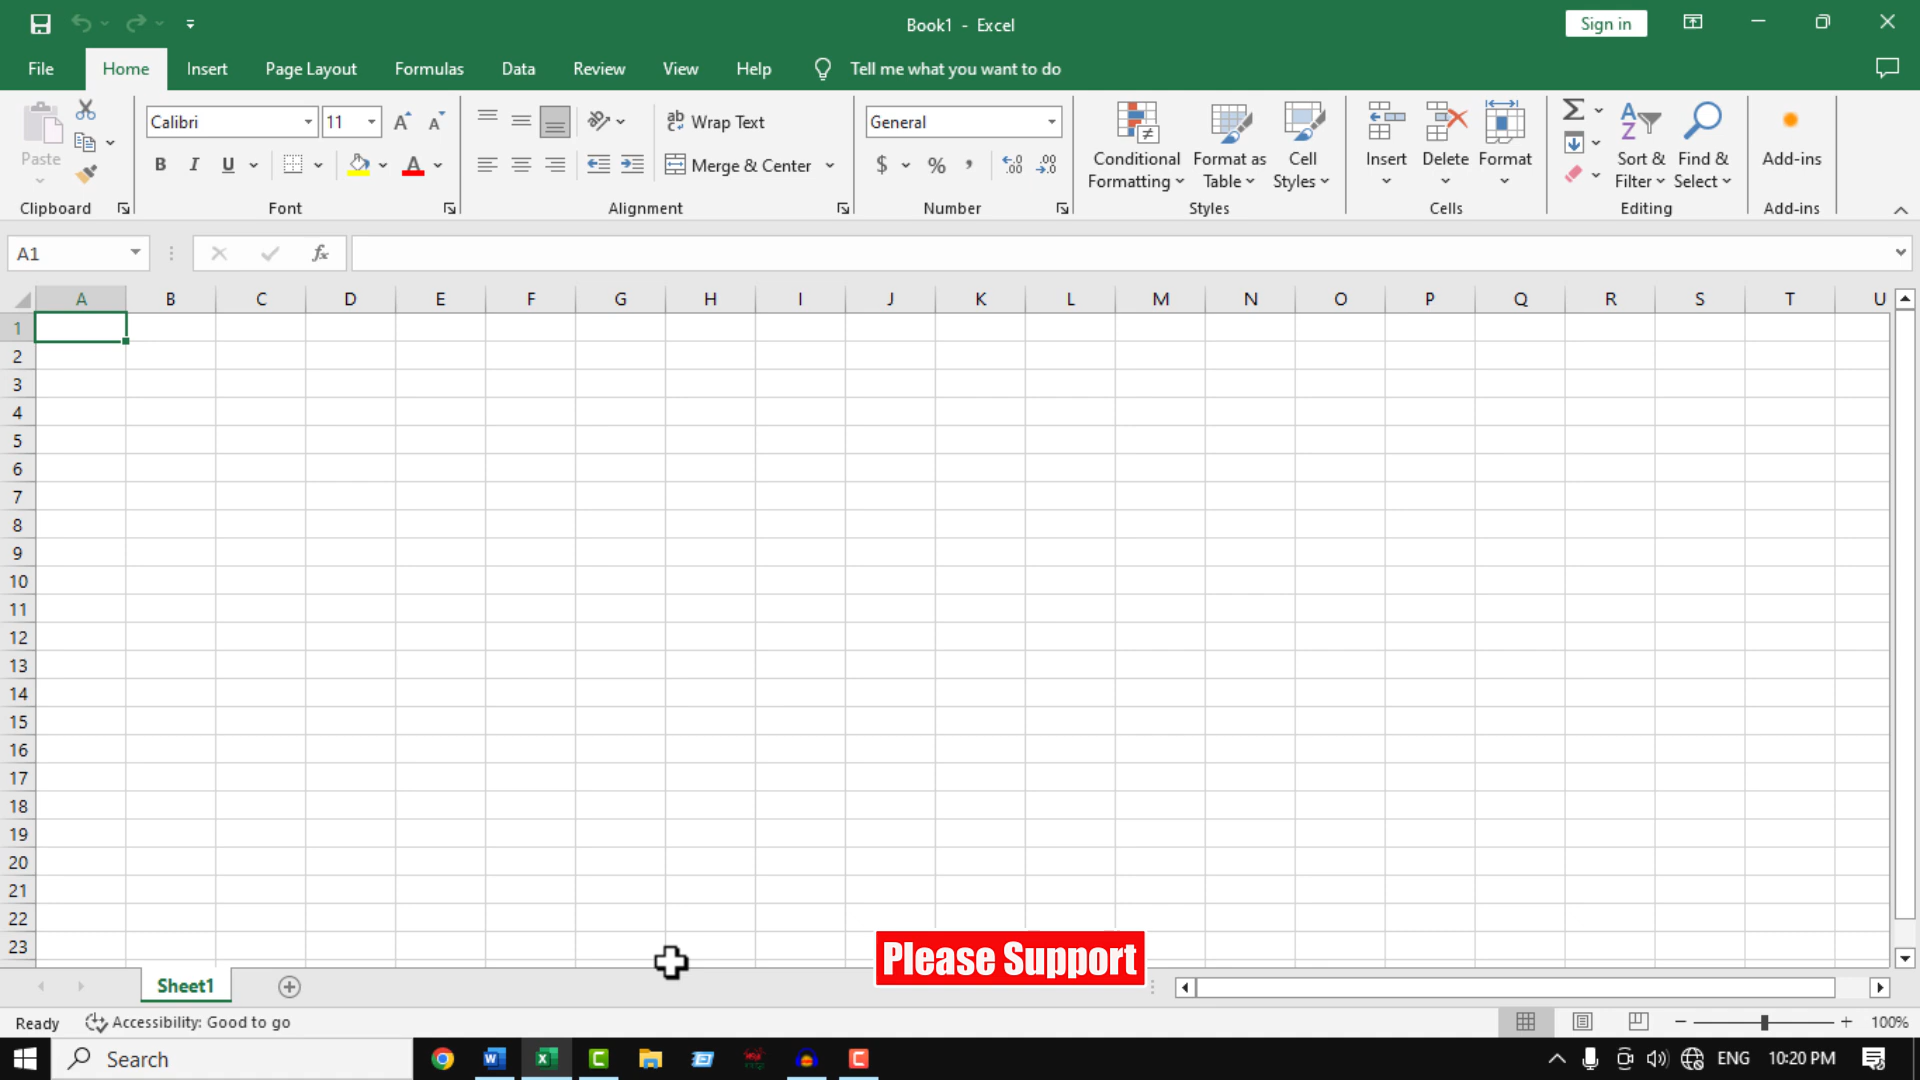 Book1 - Excel
Sign in
File Home Insert Page Layout Formulas Data Review View Help Tell me what you want to do
Calibri 11 Wrap Text General
Paste
B I U Merge & Center $ % ,
Conditional Formatting
Format as Table
Cell Styles
Insert Delete Format
Sort & Filter
Find & Select
Add-ins
Clipboard Font Alignment Number Styles Cells Editing Add-ins
A1 fx
A B C D E F G H I J K L M N O P Q R S T U
1
2
3
4
5
6
7
8
9
10
11
12
13
14
15
16
17
18
19
20
21
22
23
Please Support
Sheet1
Ready Accessibility: Good to go 100%
Search ENG 10:20 PM